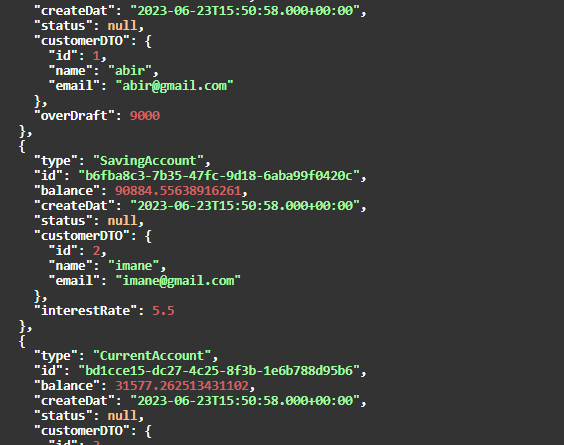 "createDat": "2023-06-23T15:50:58.000+00:00",
"status": null,
"customerDTO": {
"id": 1,
"name": "abir",
"email": "abir@gmail.com"
},
"overDraft": 9000
},
{
"type": "SavingAccount",
"id": "b6fba8c3-7b35-47fc-9d18-6aba99f0420c",
"balance": 90884.55638916261,
"createDat": "2023-06-23T15:50:58.000+00:00",
"status": null,
"customerDTO": {
"id": 2,
"name": "imane",
"email": "imane@gmail.com"
},
"interestRate": 5.5
},
{
"type": "CurrentAccount",
"id": "bd1cce15-dc27-4c25-8f3b-1e6b788d95b6",
"balance": 31577.262513431102,
"createDat": "2023-06-23T15:50:58.000+00:00",
"status": null,
"customerDTO": {